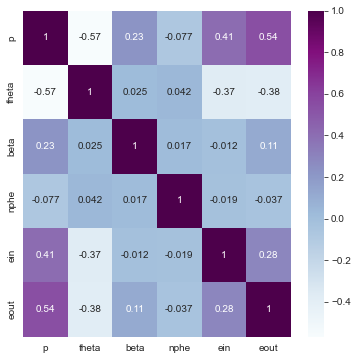 p 1 -0.57 0.23 -0.077 0.41 0.54
theta -0.57 1 0.025 0.042 -0.37 -0.38
beta 0.23 0.025 1 0.017 -0.012 0.11
nphe -0.077 0.042 0.017 1 -0.019 -0.037
ein 0.41 -0.37 -0.012 -0.019 1 0.28
eout 0.54 -0.38 0.11 -0.037 0.28 1
p theta beta nphe ein eout
1.0
0.8
0.6
0.4
0.2
0.0
-0.2
-0.4